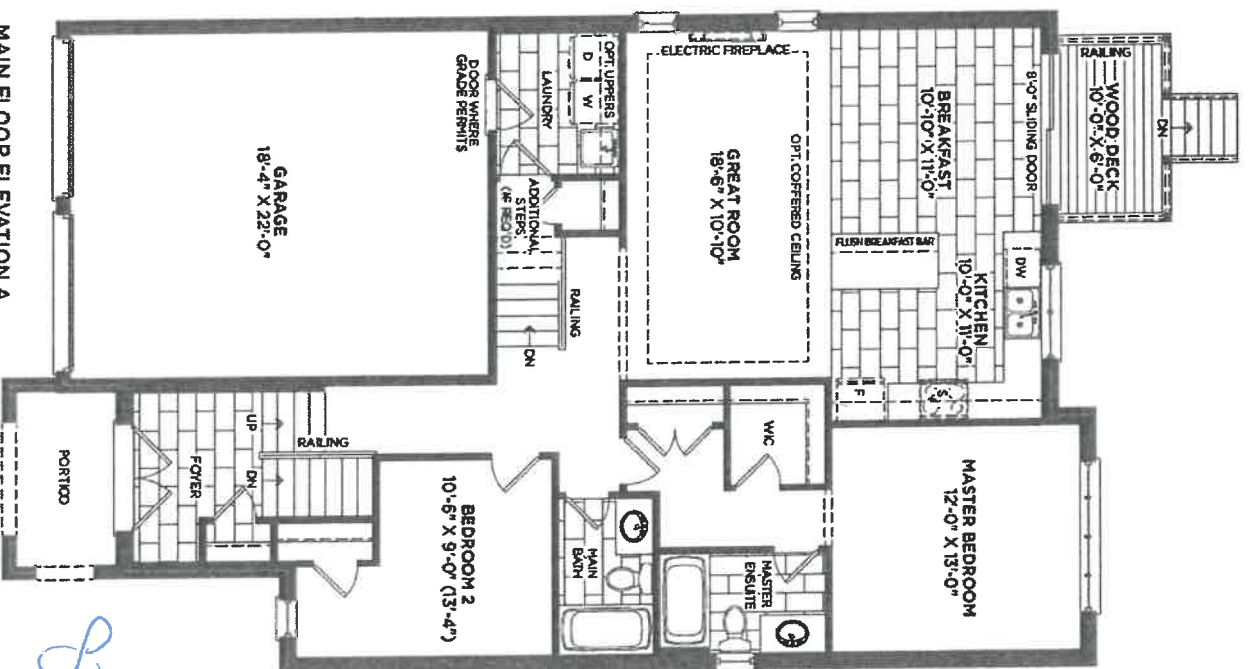 RAILING
WOOD DECK
10'-0" X 6'-0"
DN
8'-0" SLIDING DOOR
BREAKFAST
10'-10" X 11'-0"
FLUSH BREAKFAST BAR
DW
KITCHEN
10'-0" X 11'-0"
F
ELECTRIC FIREPLACE
OPT. COFFERED CEILING
GREAT ROOM
18'-6" X 10'-10"
MASTER BEDROOM
12'-0" X 13'-0"
WIC
MASTER
ENSUITE
MAIN
BATH
OPT. UPPERS
D
W
LAUNDRY
DOOR WHERE
GRADE PERMITS
ADDITIONAL
STEPS
(IF REQ'D)
RAILING
DN
GARAGE
18'-4" X 22'-0"
BEDROOM 2
10'-6" X 9'-0" (13'-4")
RAILING
UP
DN
FOYER
PORTICO
MAIN FLOOR ELEVATION A